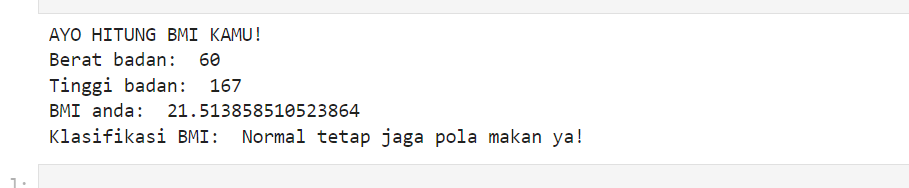 AYO HITUNG BMI KAMU!
Berat badan:  60
Tinggi badan:  167
BMI anda:  21.513858510523864
Klasifikasi BMI:  Normal tetap jaga pola makan ya!
]: